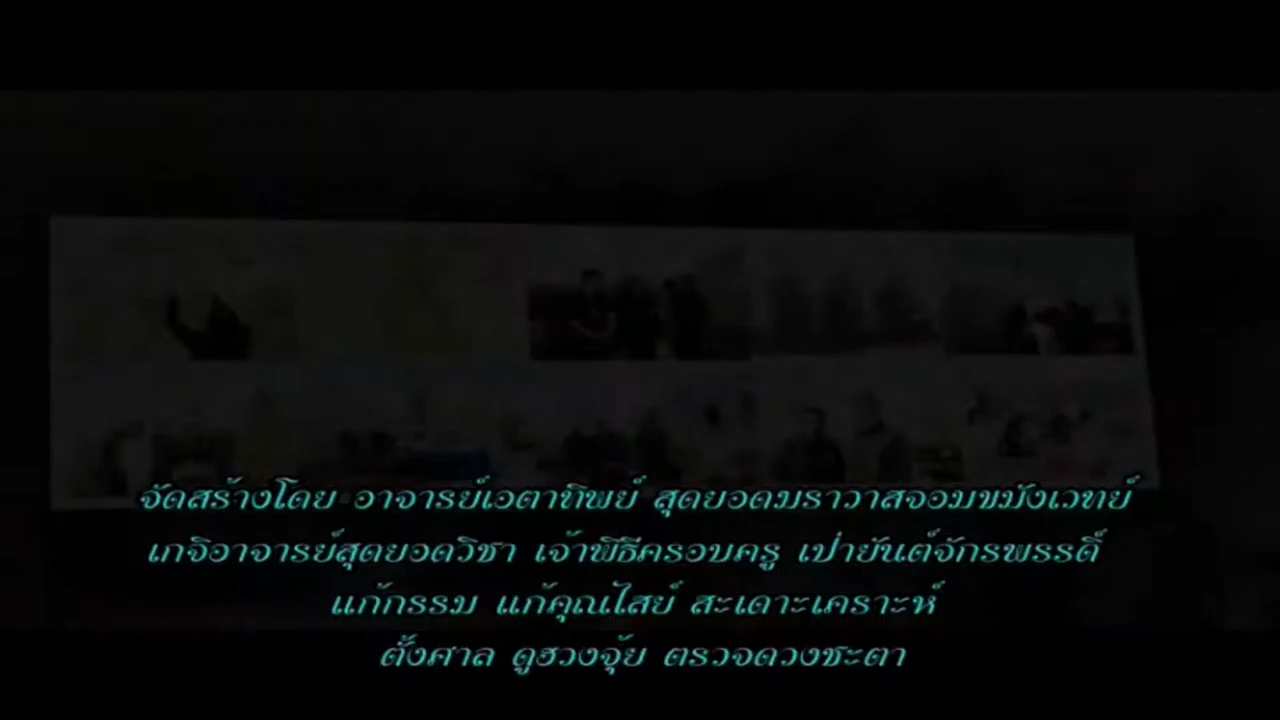 จัดสร้างโดย อาจารย์เอตาทิพย์ สุดยอดฆราวาสจอมขมังเวทย์
เกจิอาจารย์สุดยอดวิชา เจ้าพิธีครอบครู เป่ายันต์จักรพรรดิ์
แก้กรรม แก้คุณไสย์ สะเดาะเคราะห์
ตั้งศาล ดูฮวงจุ้ย ตรวจดวงชะตา